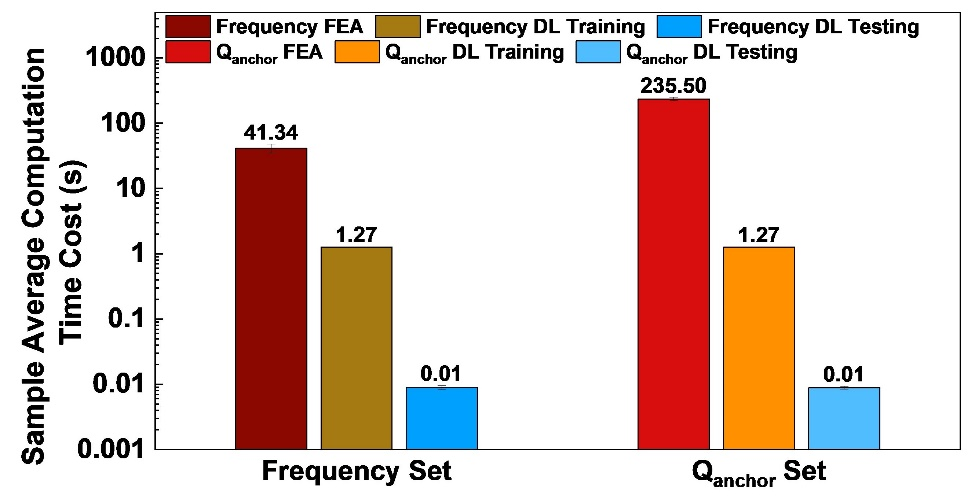 Frequency FEA Frequency DL Training Frequency DL Testing
Qanchor FEA Qanchor DL Training Qanchor DL Testing
Sample Average Computation
Time Cost (s)
1000
100
10
1
0.1
0.01
0.001
41.34
1.27
0.01
235.50
1.27
0.01
Frequency Set
Qanchor Set